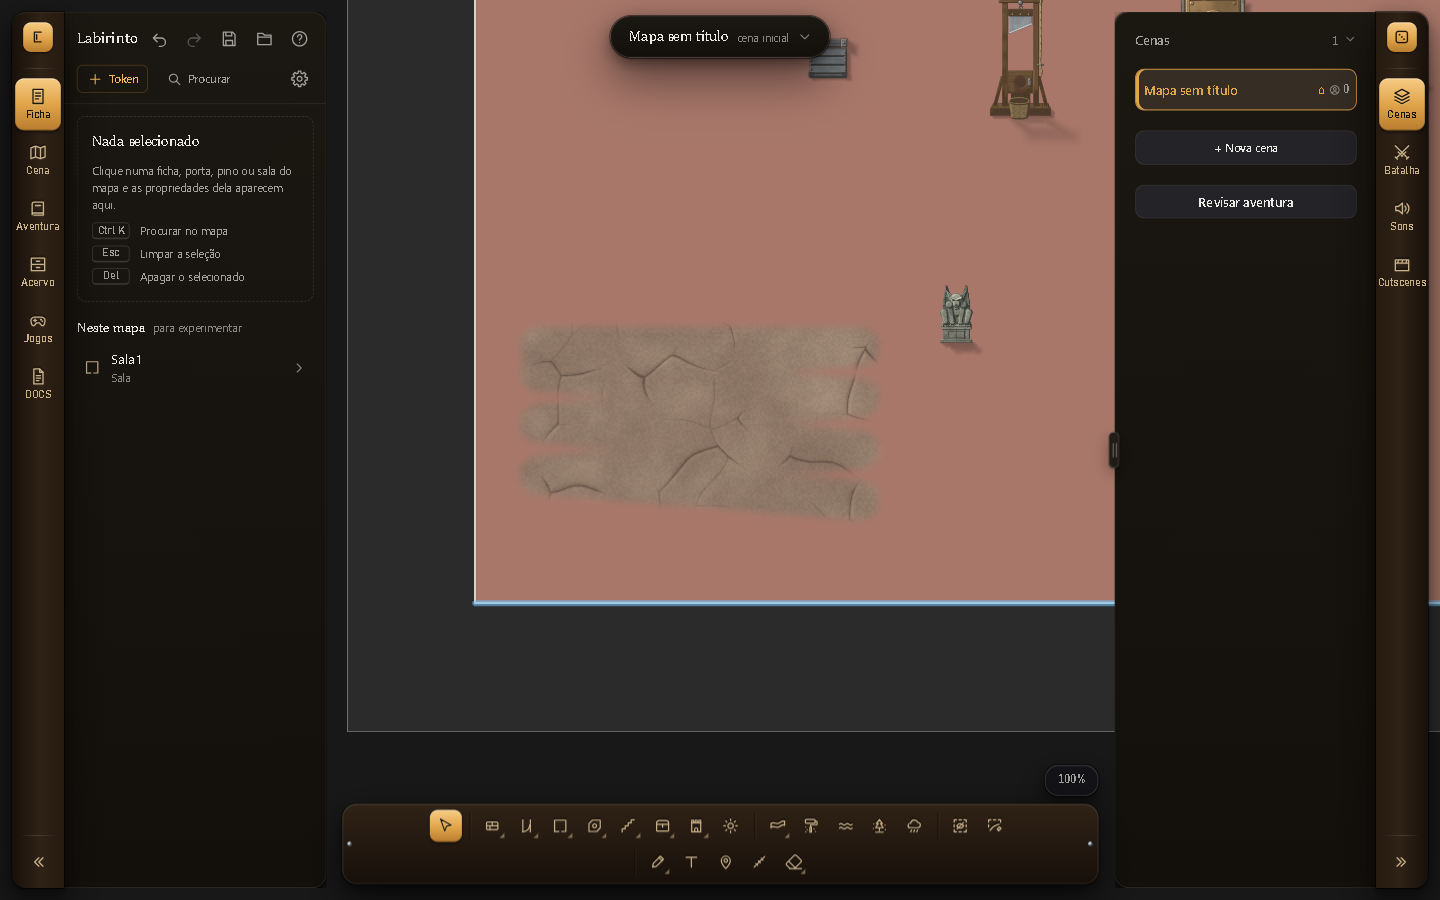 Labirinto
Token
Procurar
Ficha
Cena
Aventura
Acervo
Jogos
DOCS
Nada selecionado
Clique numa ficha, porta, pino ou sala do
mapa e as propriedades dela aparecem
aqui.
Ctrl K Procurar no mapa
Esc Limpar a seleção
Del Apagar o selecionado
Neste mapa para experimentar
Sala 1
Sala
Mapa sem título cena inicial
100%
Cenas 1
Mapa sem título 0
+ Nova cena
Revisar aventura
Cenas
Batalha
Sons
Cutscenes